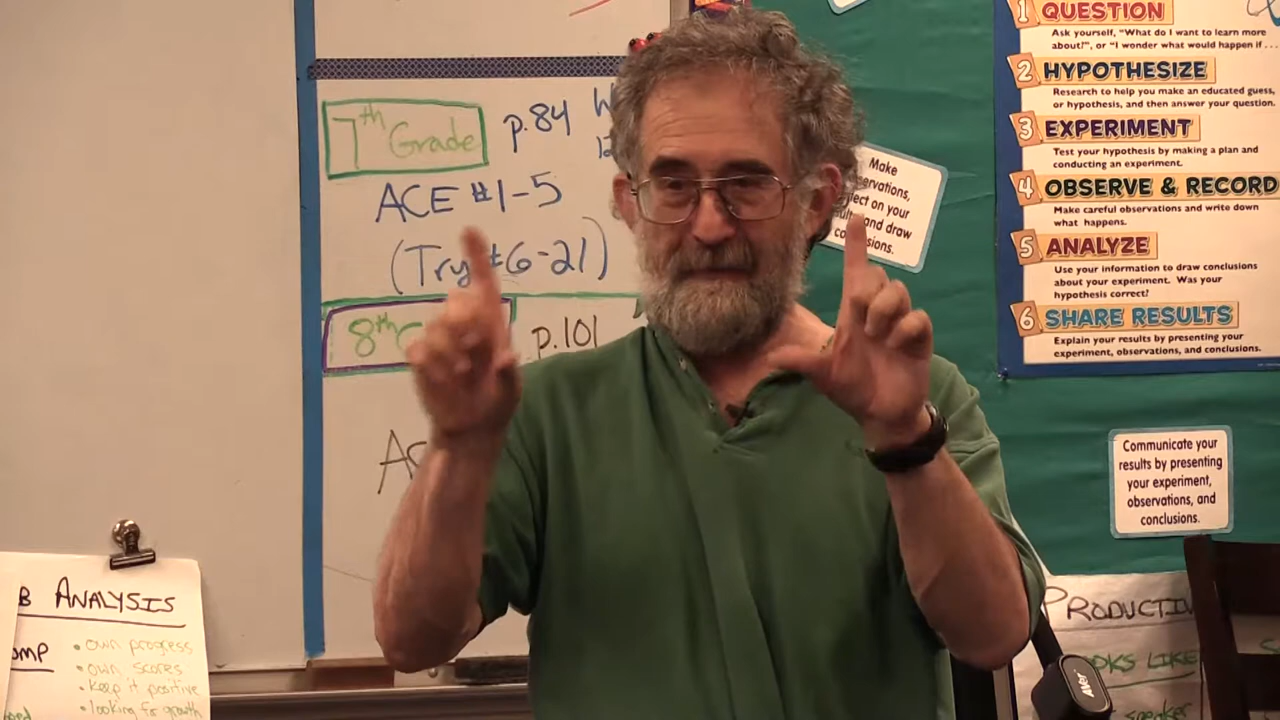 7th Grade
p.84
ACE #1-5
(Try #6-21)
8th
p.101
ANALYSIS
• own progress
• own scores
• keep it positive
• looking for growth
Make
on your
and draw
1 QUESTION
Ask yourself, "What do I want to learn more
about?", or "I wonder what would happen if . . .
2 HYPOTHESIZE
Research to help you make an educated guess,
or hypothesis, and then answer your question.
3 EXPERIMENT
Test your hypothesis by making a plan and
conducting an experiment.
4 OBSERVE & RECORD
Make careful observations and write down
what happens.
5 ANALYZE
Use your information to draw conclusions
about your experiment. Was your
hypothesis correct?
6 SHARE RESULTS
Explain your results by presenting your
experiment, observations, and conclusions.
Communicate your
results by presenting
your experiment,
observations, and
conclusions.
PRODUCTIV
OKS LIKE
speaker
AVer